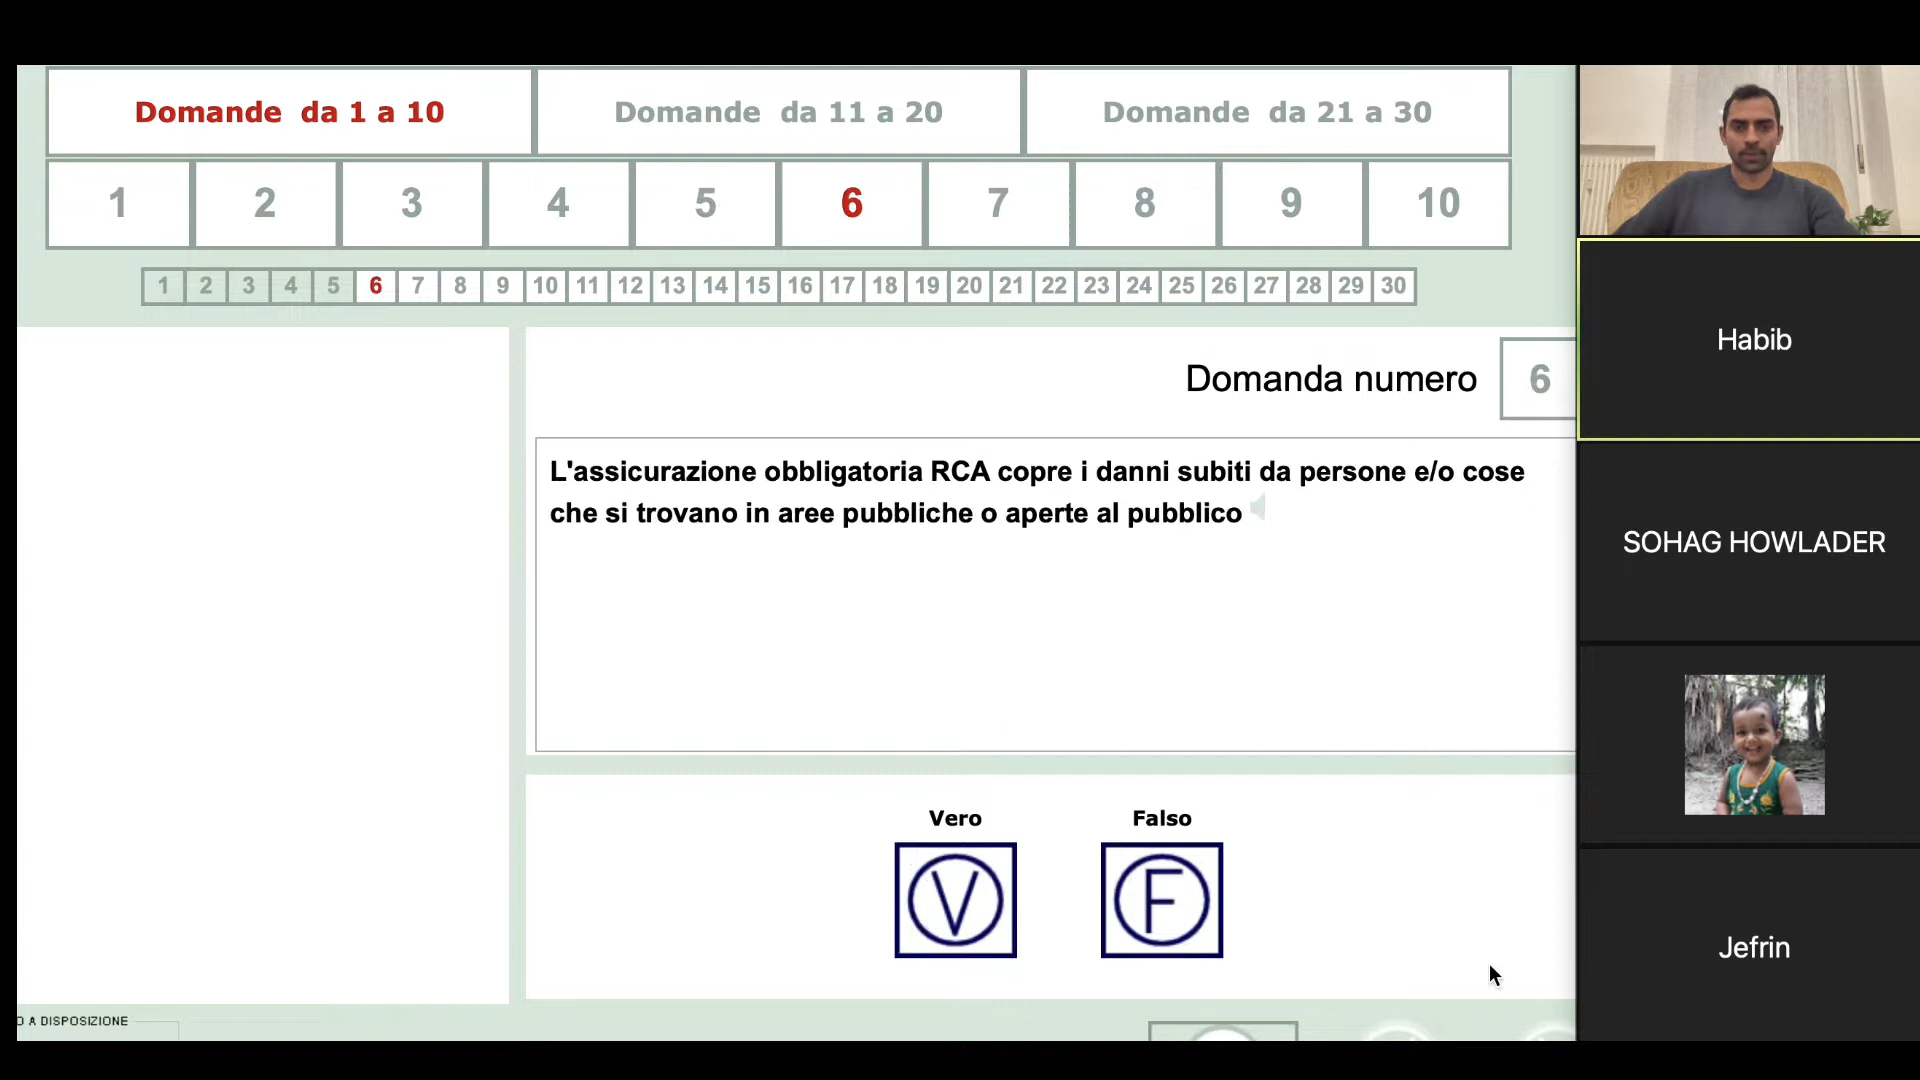 Domande da 1 a 10
Domande da 11 a 20
Domande da 21 a 30
1 2 3 4 5 6 7 8 9 10
1 2 3 4 5 6 7 8 9 10 11 12 13 14 15 16 17 18 19 20 21 22 23 24 25 26 27 28 29 30
Domanda numero 6
L'assicurazione obbligatoria RCA copre i danni subiti da persone e/o cose
che si trovano in aree pubbliche o aperte al pubblico
Vero
Falso
V
F
O A DISPOSIZIONE
Habib
SOHAG HOWLADER
Jefrin